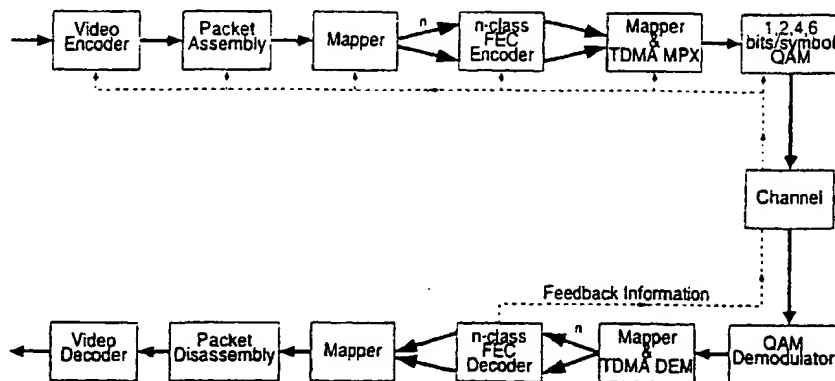 Video
Encoder
Packet
Assembly
Mapper
n
n-class
FEC
Encoder
Mapper
&
TDMA MPX
1,2,4,6
bits/symbol
QAM
Channel
Feedback Information
Video
Decoder
Packet
Disassembly
Mapper
n-class
FEC
Decoder
n
Mapper
&
TDMA DEM
QAM
Demodulator